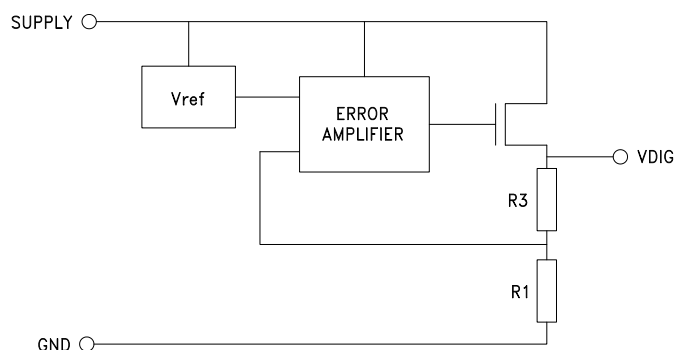 SUPPLY
Vref
ERROR
AMPLIFIER
VDIG
R3
R1
GND